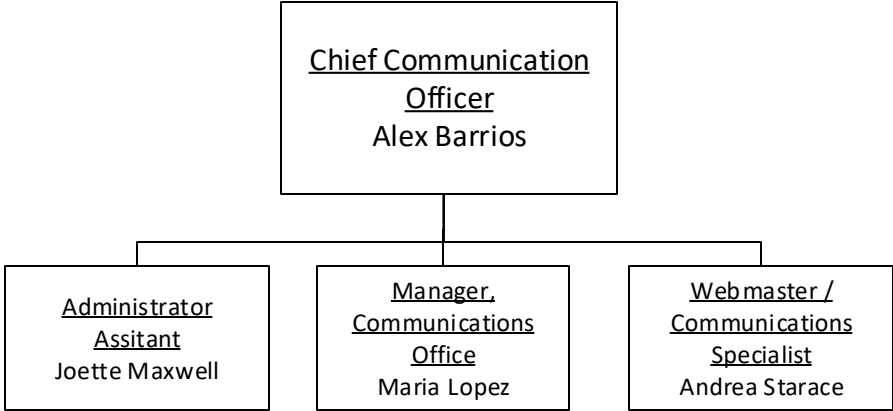 Chief Communication
Officer
Alex Barrios
Administrator
Assitant
Joette Maxwell
Manager,
Communications
Office
Maria Lopez
Webmaster /
Communications
Specialist
Andrea Starace